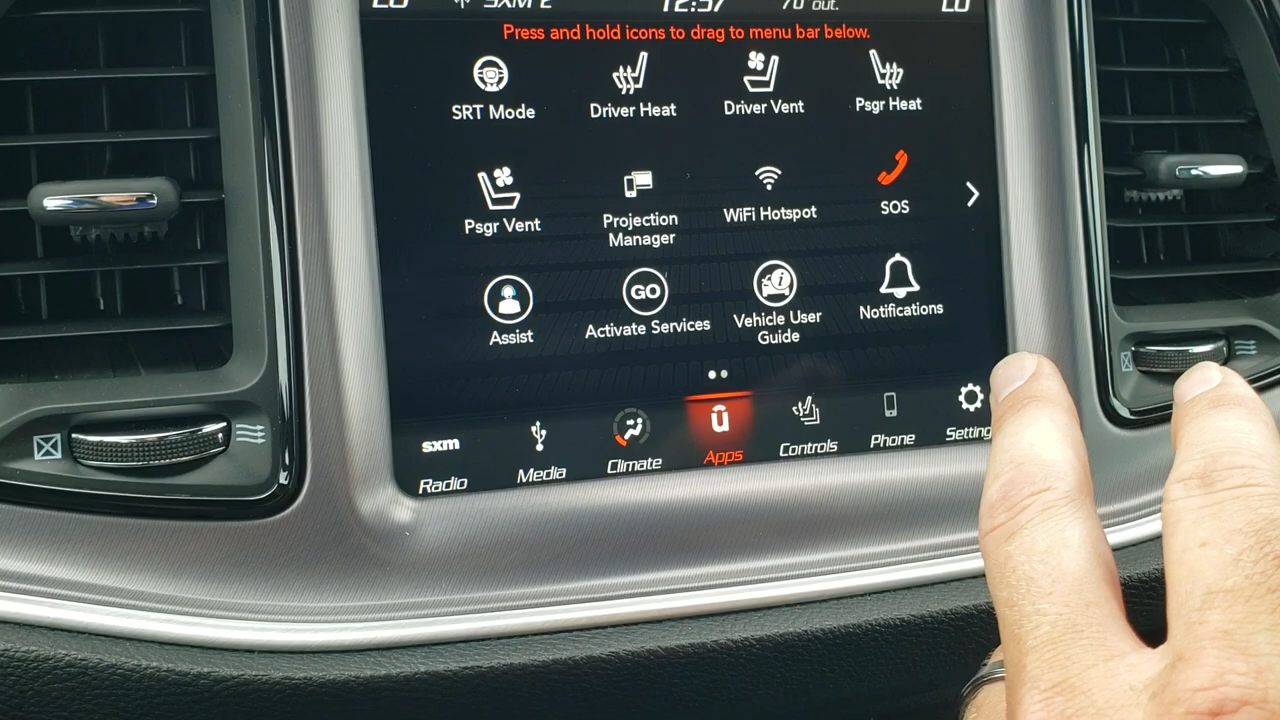 LO SXM 2 12:57 70° out. LO
Press and hold icons to drag to menu bar below.
SRT Mode Driver Heat Driver Vent Psgr Heat
Psgr Vent Projection WiFi Hotspot SOS
Manager
GO
Assist Activate Services Vehicle User Notifications
Guide
sxm ū
Radio Media Climate Apps Controls Phone Setting